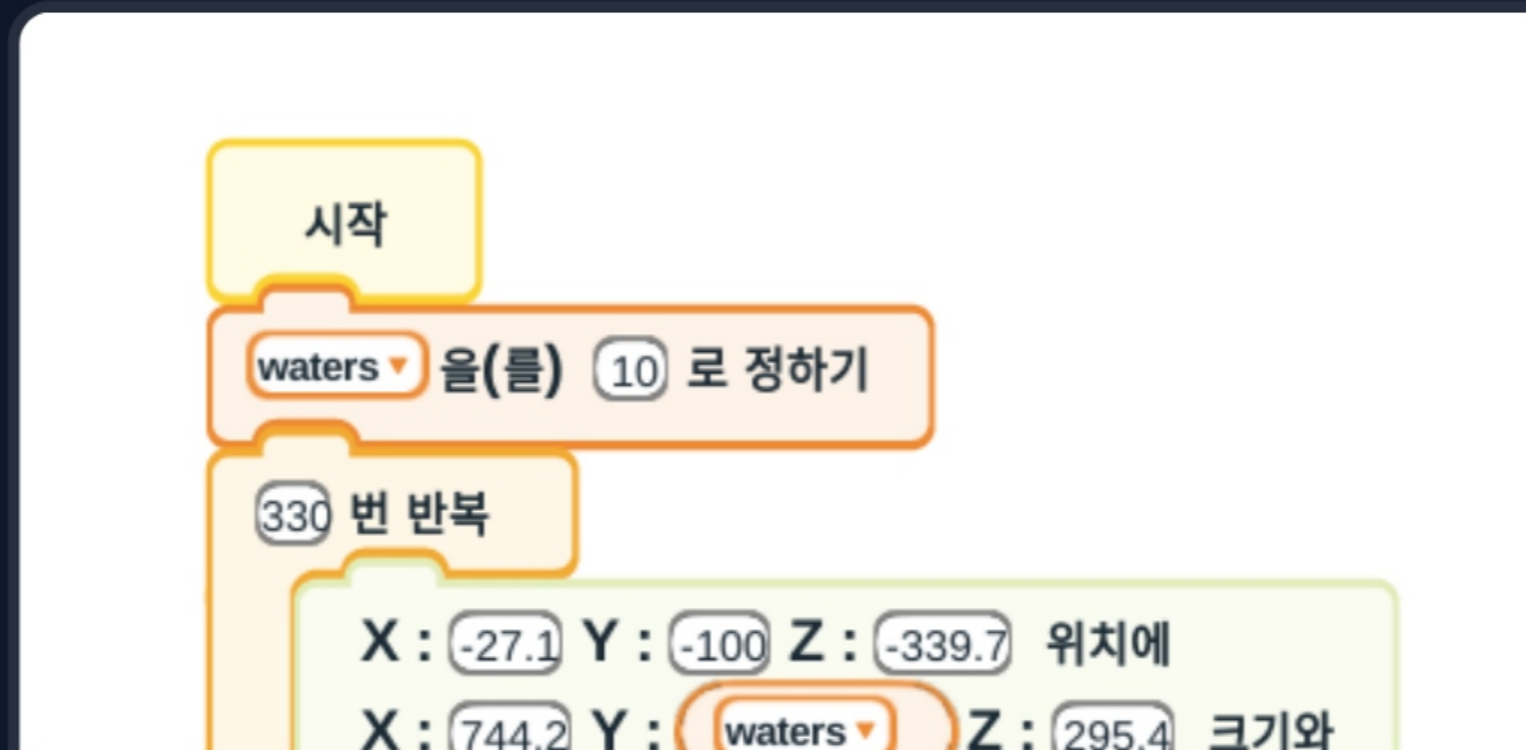 시작
waters ▼ 을(를) 10 로 정하기
330 번 반복
X : -27.1 Y : -100 Z : -339.7 위치에
X : 744.2 Y : waters ▼ Z : 295.4 크기와